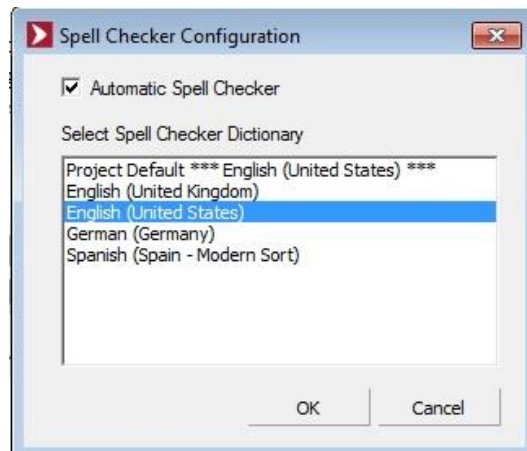 Spell Checker Configuration
Automatic Spell Checker
Select Spell Checker Dictionary
Project Default *** English (United States) ***
English (United Kingdom)
English (United States)
German (Germany)
Spanish (Spain - Modern Sort)
OK
Cancel